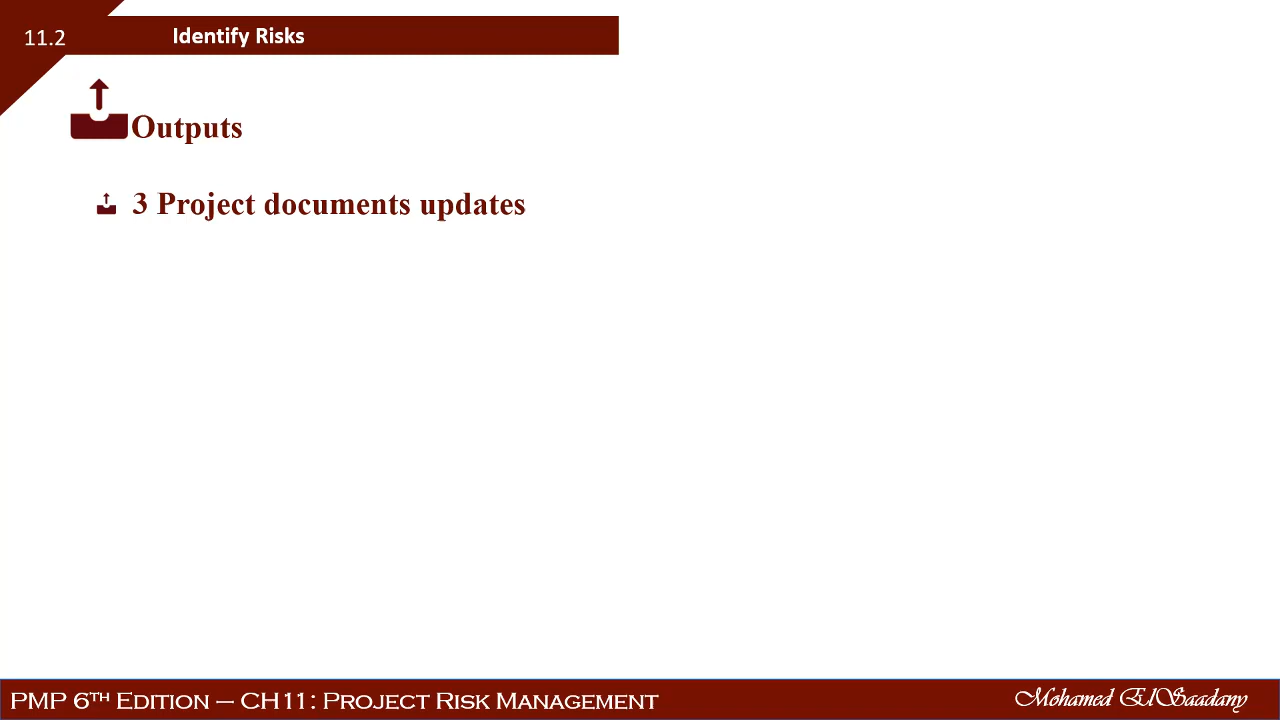 11.2
Identify Risks
Outputs
3 Project documents updates
PMP 6TH Edition – CH11: Project Risk Management
Mohamed ElSaadany